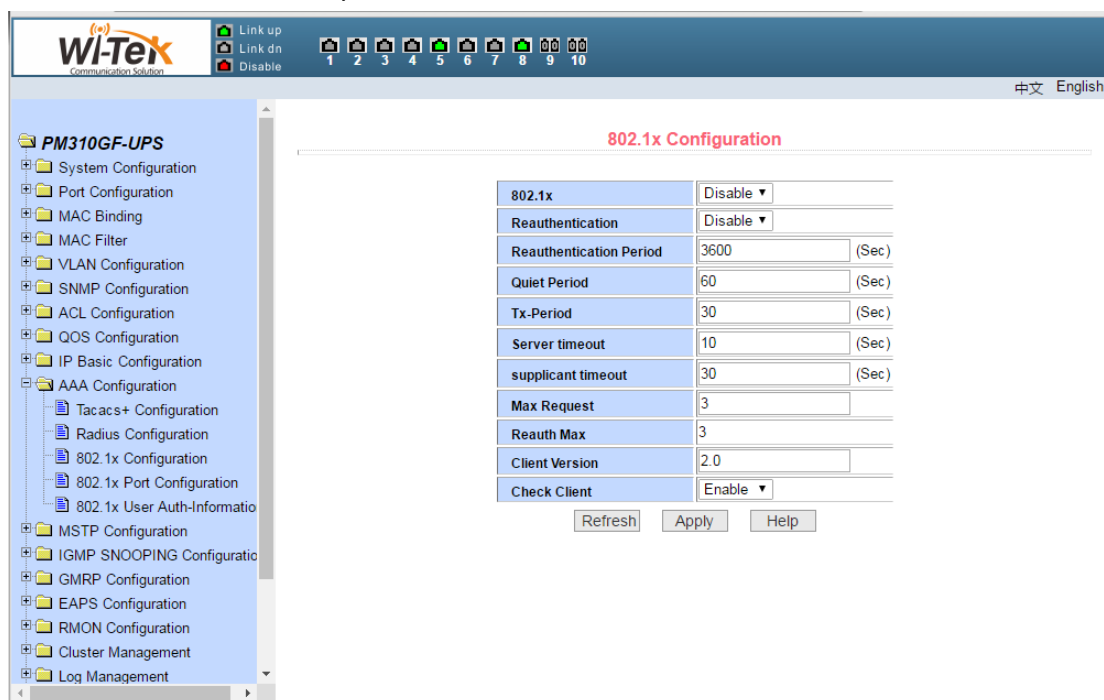 WI-TEK
Communication Solution
Link up
Link dn
Disable
1 2 3 4 5 6 7 8 9 10
中文 English
PM310GF-UPS
System Configuration
Port Configuration
MAC Binding
MAC Filter
VLAN Configuration
SNMP Configuration
ACL Configuration
QOS Configuration
IP Basic Configuration
AAA Configuration
Tacacs+ Configuration
Radius Configuration
802.1x Configuration
802.1x Port Configuration
802.1x User Auth-Informatio
MSTP Configuration
IGMP SNOOPING Configuratio
GMRP Configuration
EAPS Configuration
RMON Configuration
Cluster Management
Log Management
802.1x Configuration
802.1x Disable
Reauthentication Disable
Reauthentication Period 3600 (Sec)
Quiet Period 60 (Sec)
Tx-Period 30 (Sec)
Server timeout 10 (Sec)
supplicant timeout 30 (Sec)
Max Request 3
Reauth Max 3
Client Version 2.0
Check Client Enable
Refresh Apply Help